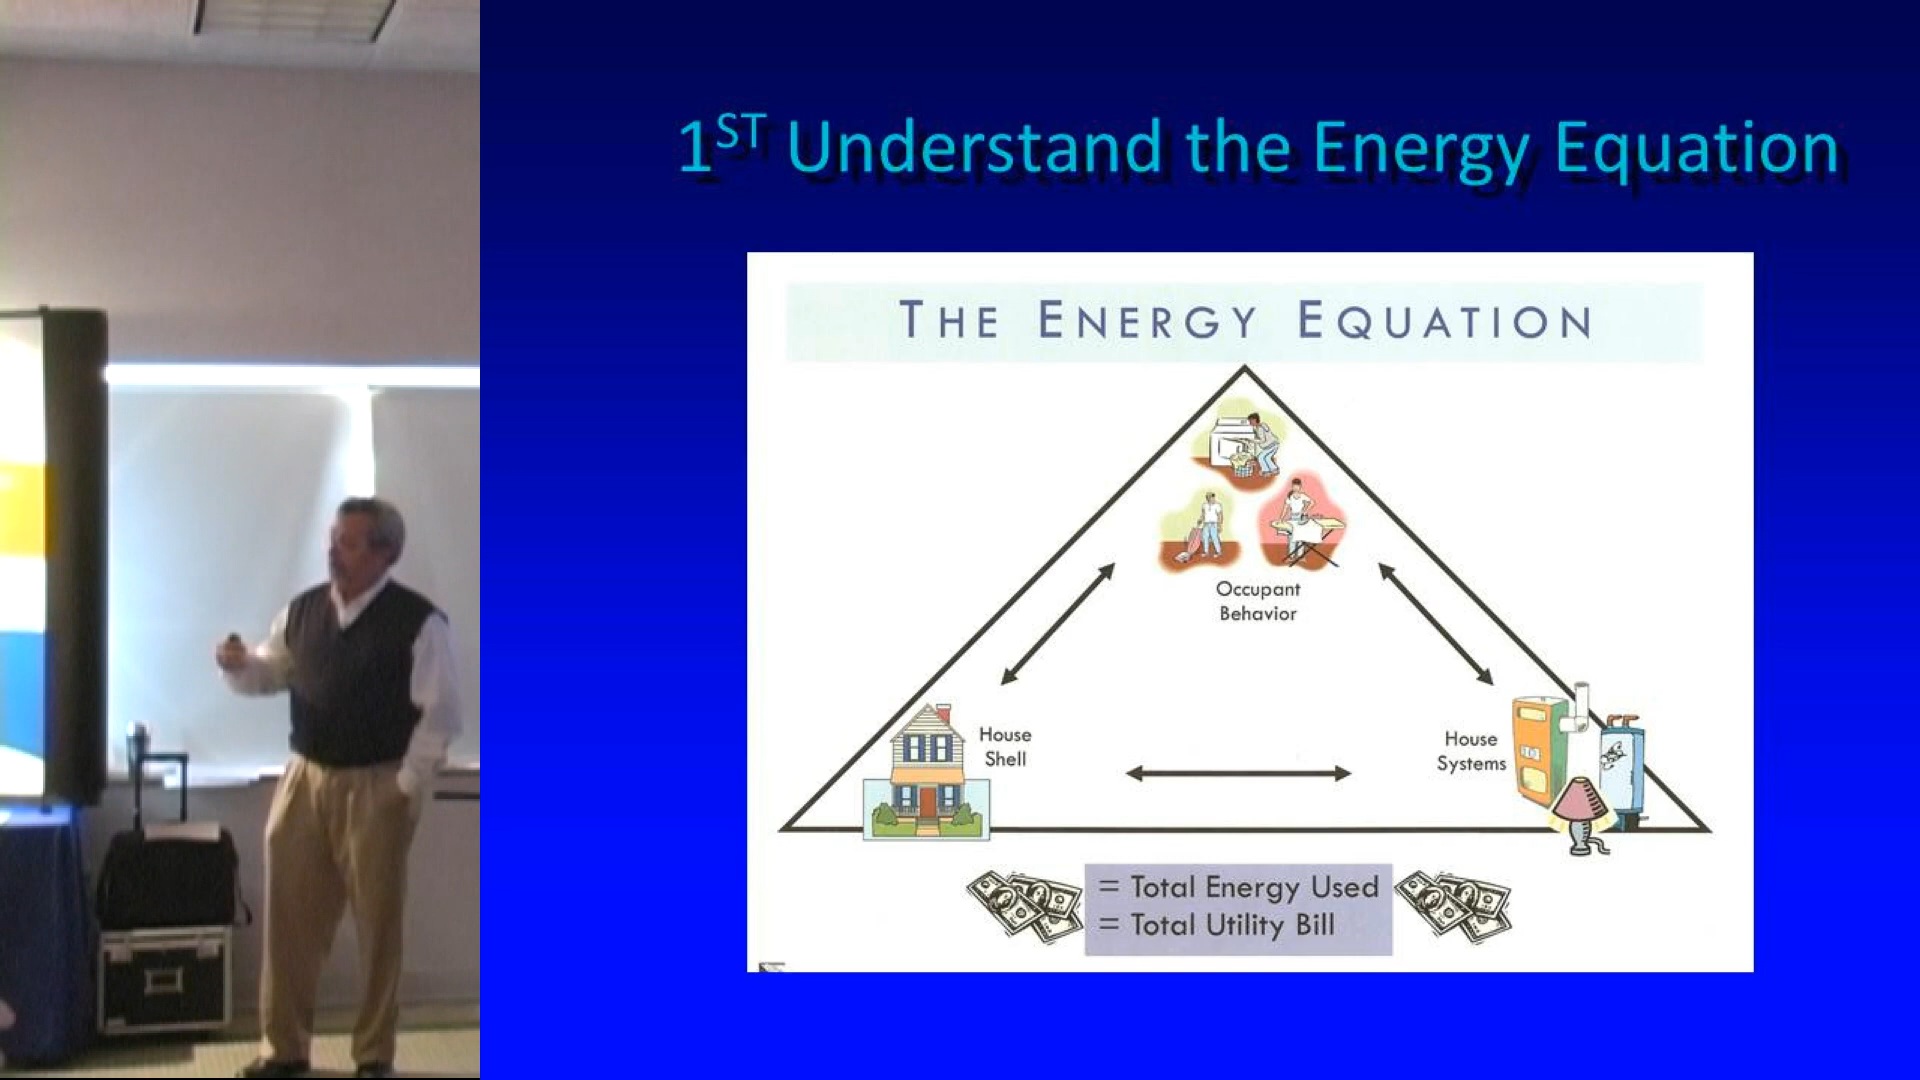 1ST Understand the Energy Equation
THE ENERGY EQUATION
Occupant
Behavior
House
Shell
House
Systems
= Total Energy Used
= Total Utility Bill